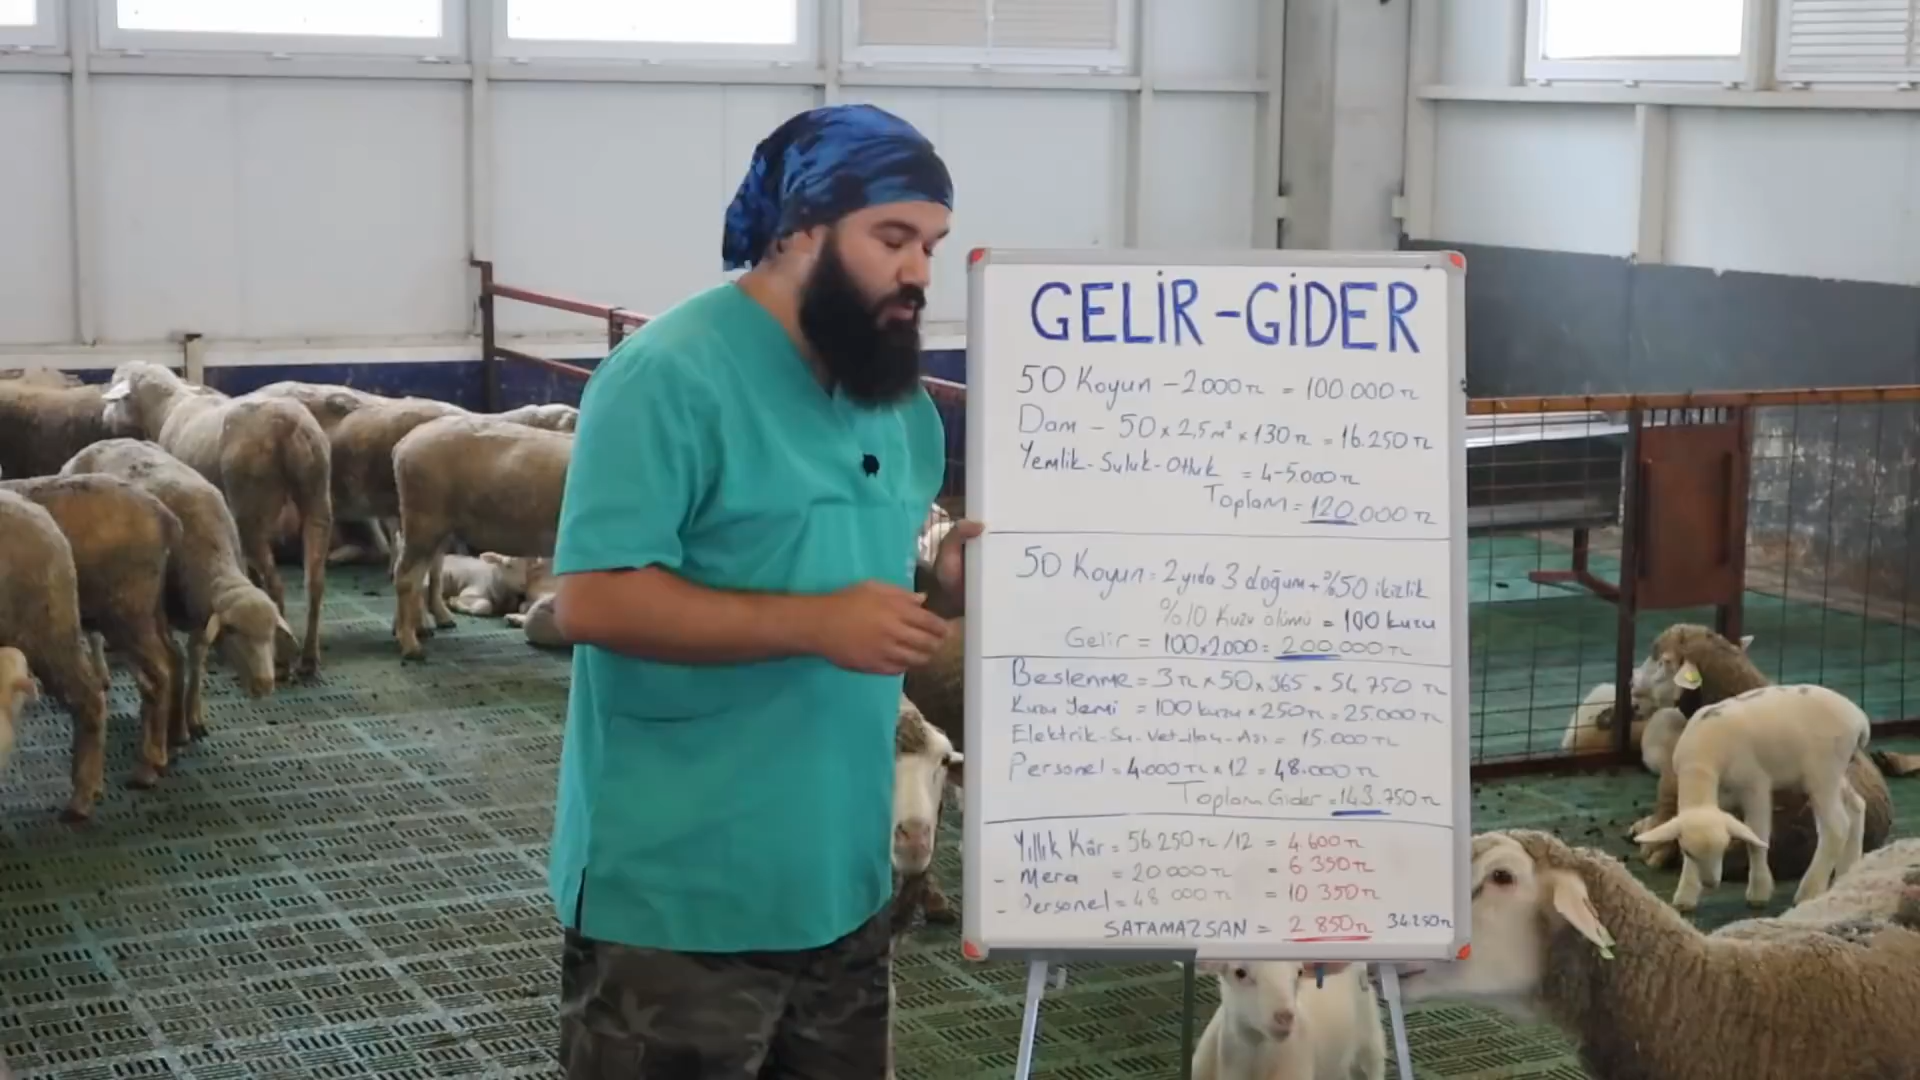 GELİR-GİDER
50 Koyun - 2.000 TL = 100.000 TL
Dam - 50 x 2,5 m² x 130 TL = 16.250 TL
Yemlik-Suluk-Otluk = 4-5.000 TL
Toplam = 120.000 TL
50 Koyun = 2 yılda 3 doğum + %50 ikizlik
%10 Kuzu ölümü = 100 kuzu
Gelir = 100x2.000 = 200.000 TL
Beslenme = 3 TL x 50 x 365 = 54.750 TL
Kuzu Yemi = 100 kuzu x 250 TL = 25.000 TL
Elektrik-Su-Vet-İlaç-Aşı = 15.000 TL
Personel = 4.000 TL x 12 = 48.000 TL
Toplam Gider = 143.750 TL
Yıllık Kâr = 56.250 TL /12 = 4.600 TL
- Mera = 20 000 TL = 6 350 TL
- Personel = 48 000 TL = 10 350 TL
SATAMAZSAN = 2 850 TL 34250 TL